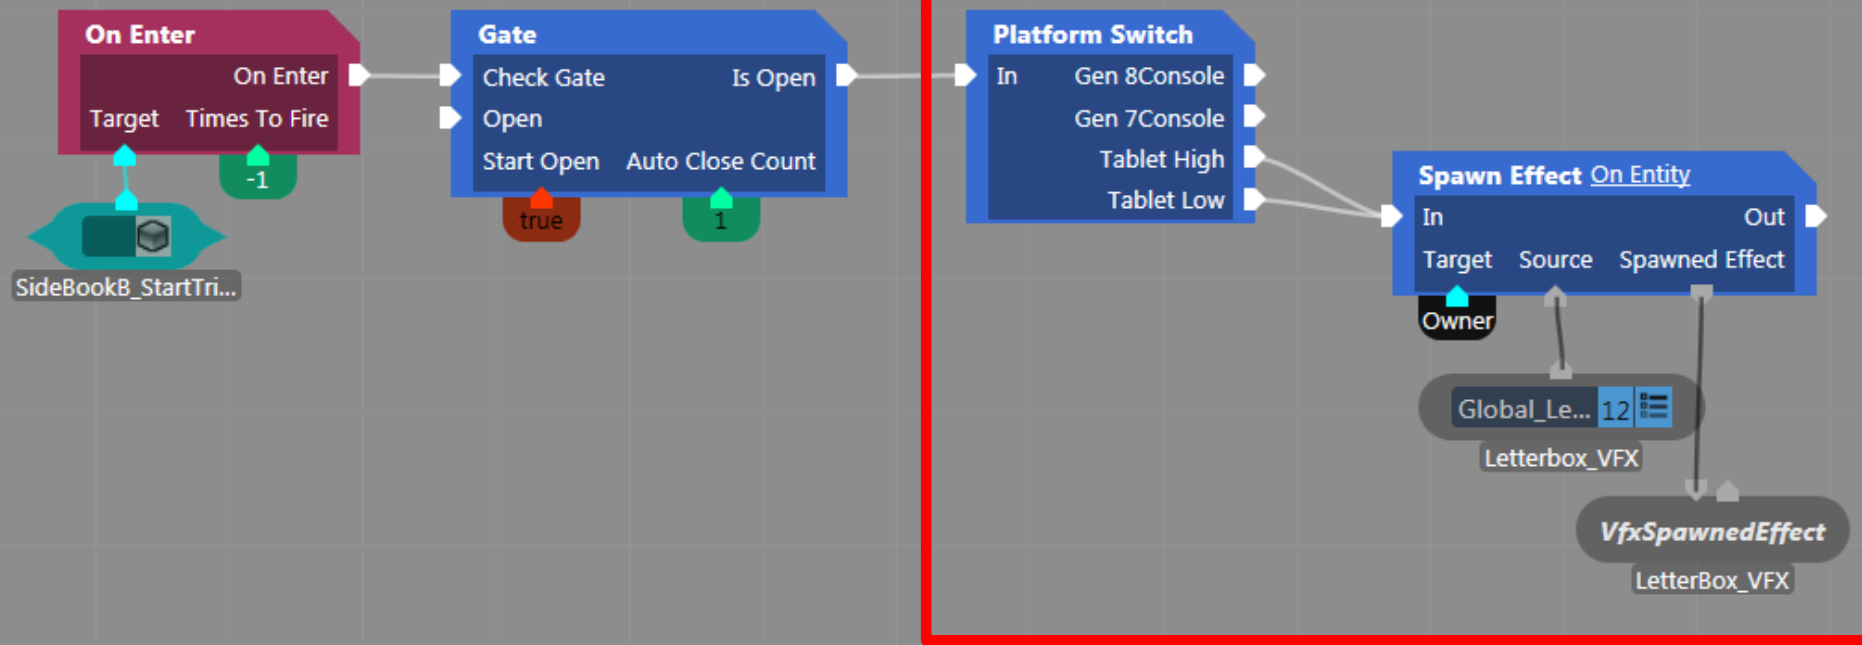 On Enter
On Enter
Target Times To Fire
-1
SideBookB_StartTri...
Gate
Check Gate Is Open
Open
Start Open Auto Close Count
true 1
Platform Switch
In Gen 8Console
Gen 7Console
Tablet High
Tablet Low
Spawn Effect On Entity
In Out
Target Source Spawned Effect
Owner
Global_Le... 12
Letterbox_VFX
VfxSpawnedEffect
LetterBox_VFX